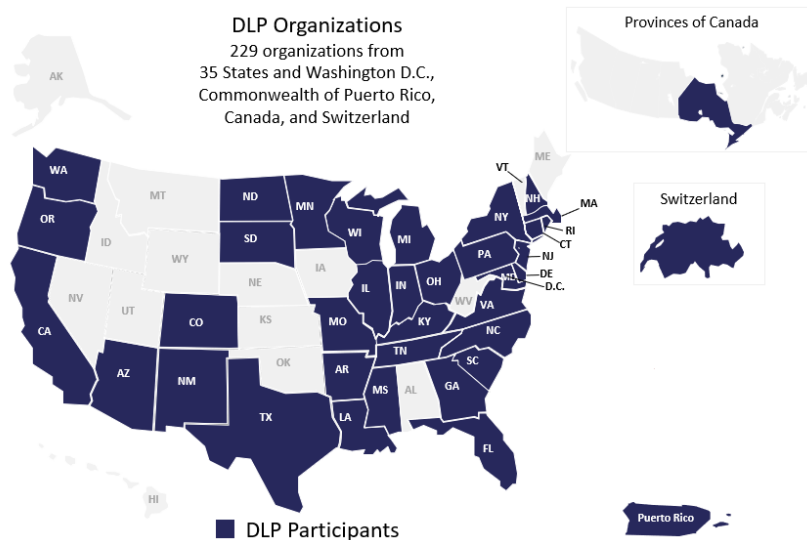 DLP Organizations
229 organizations from
35 States and Washington D.C.,
Commonwealth of Puerto Rico,
Canada, and Switzerland
Provinces of Canada
AK
WA
MT
ND
MN
VT
ME
NH
MA
OR
ID
SD
WI
MI
NY
RI
CT
Switzerland
WY
IA
PA
NJ
NV
UT
NE
IL
IN
OH
MD
DE
D.C.
WV
VA
CA
CO
KS
MO
KY
NC
AZ
NM
OK
AR
TN
SC
TX
LA
MS
AL
GA
FL
HI
Puerto Rico
DLP Participants